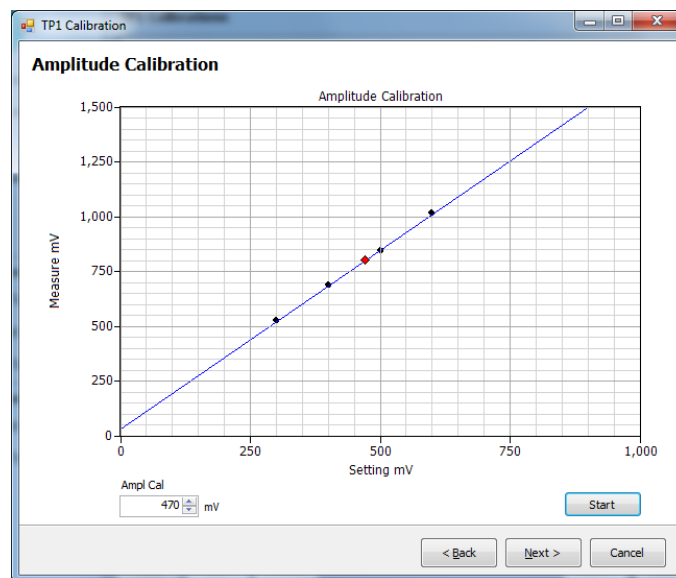 TP1 Calibration
Amplitude Calibration
Amplitude Calibration
1,500
1,250
1,000
750
500
250
0
Measure mV
0 250 500 750 1,000
Setting mV
Ampl Cal
470 mV
Start
< Back Next > Cancel